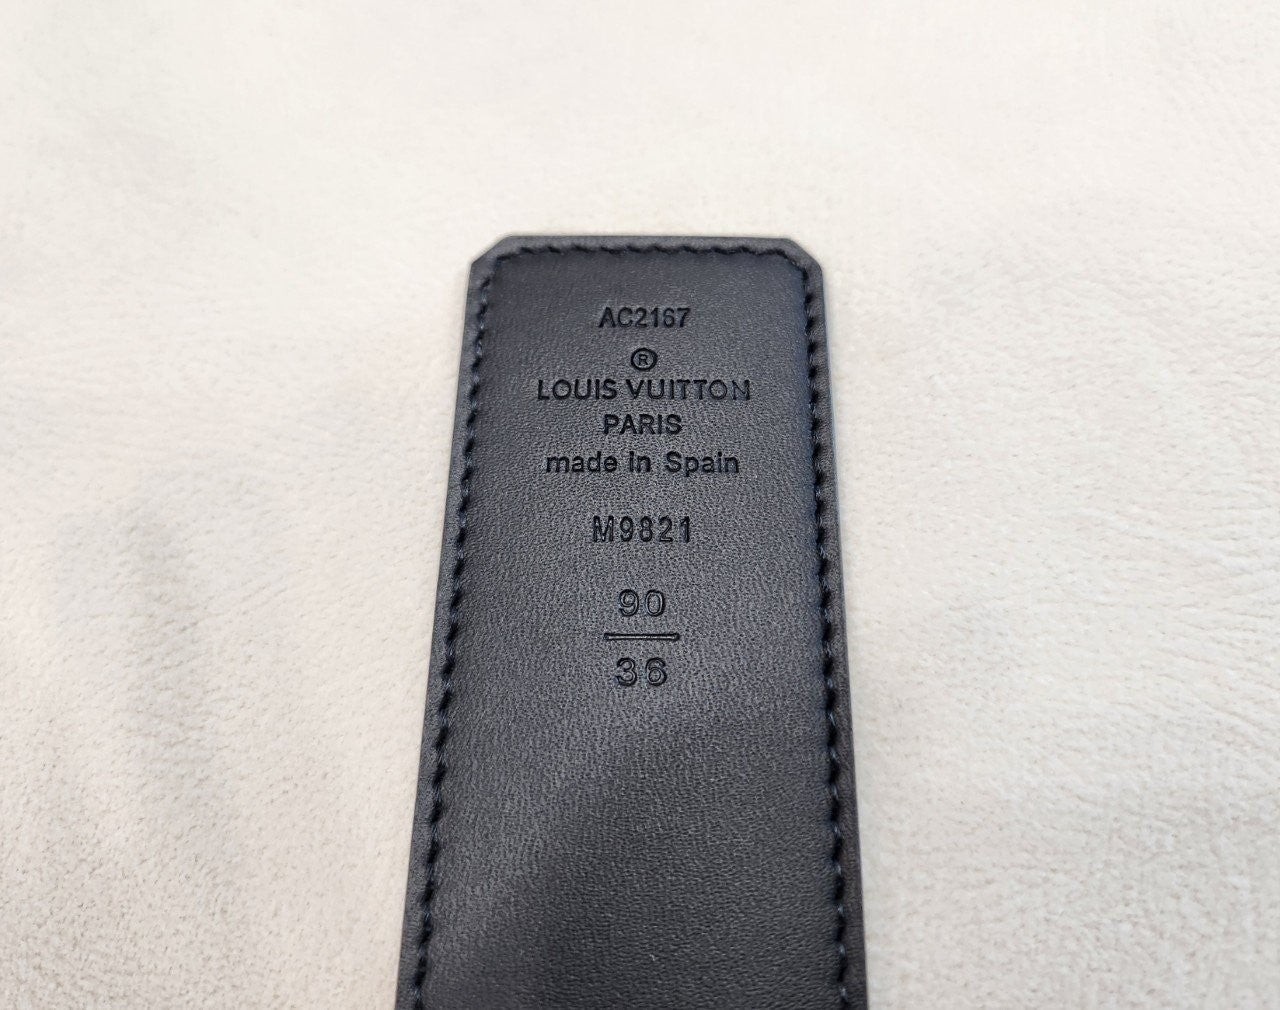 AC2167
®
LOUIS VUITTON
PARIS
made in Spain
M9821
90
36